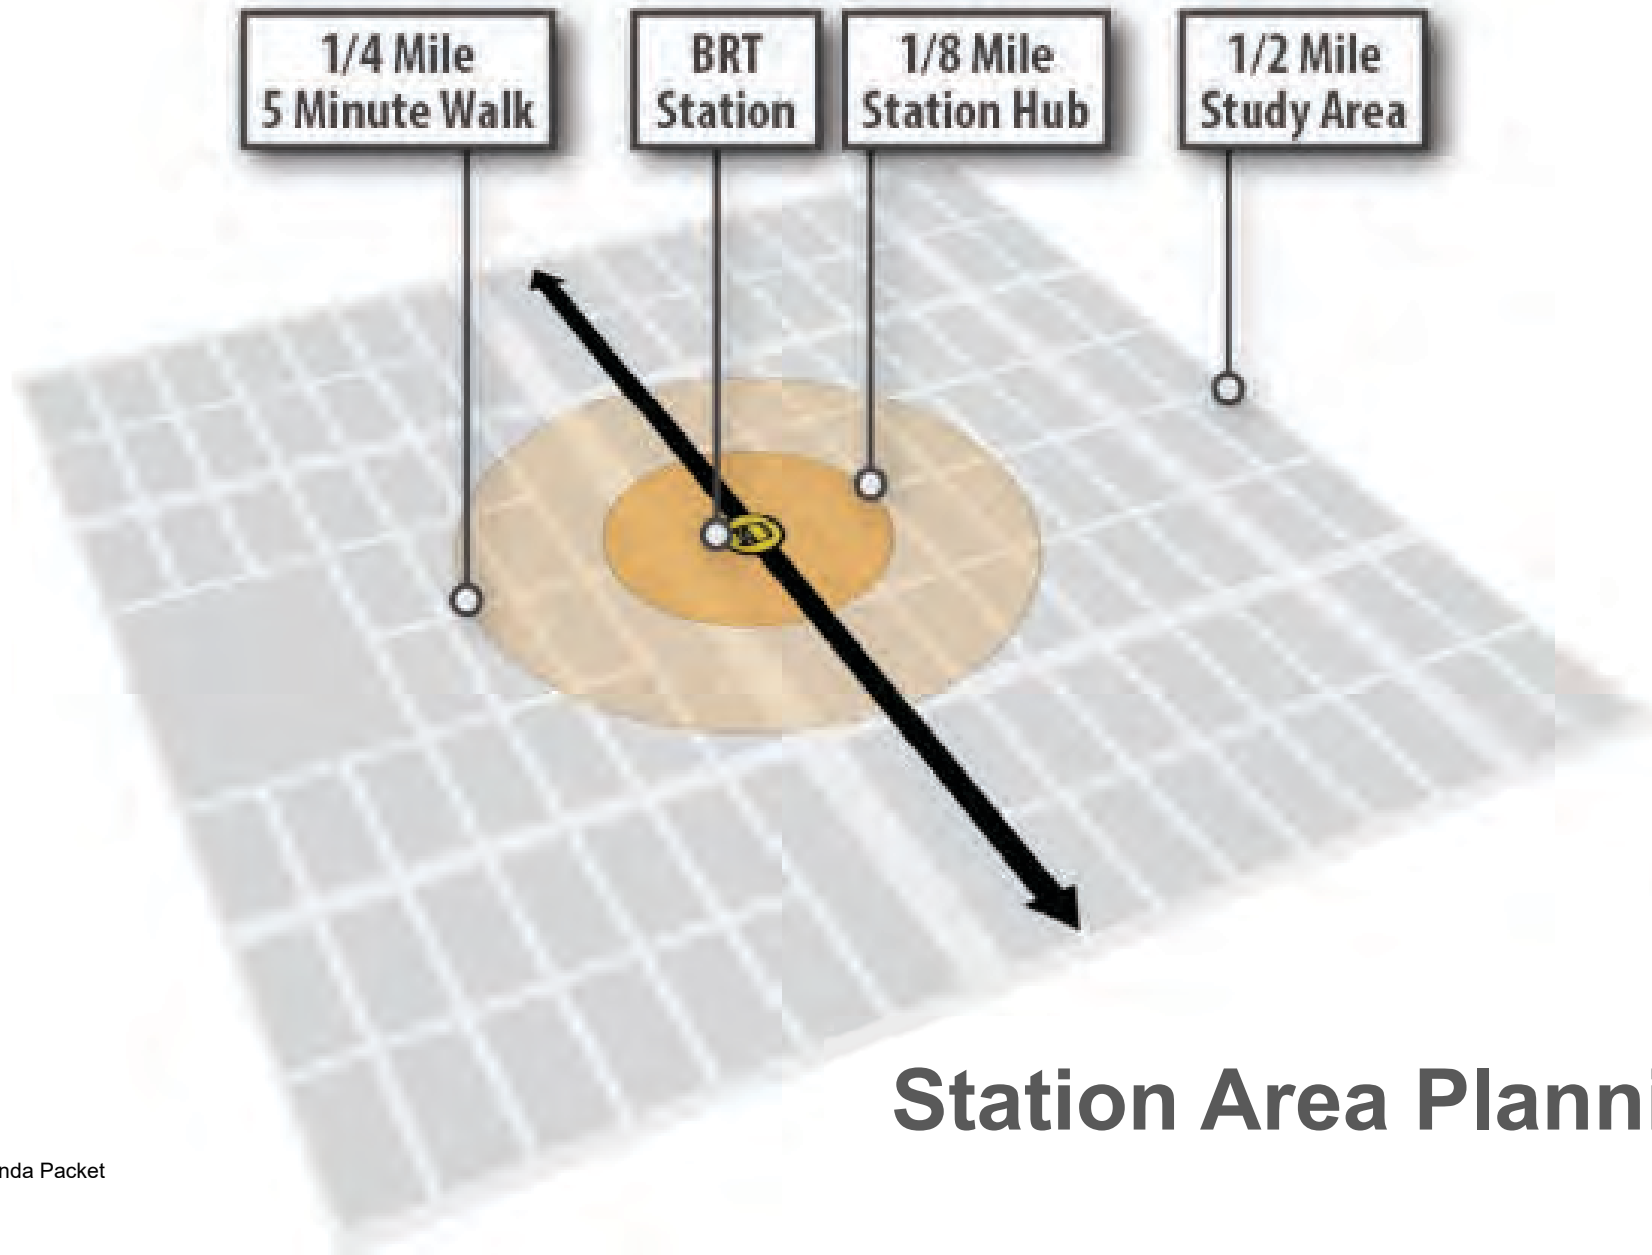 1/4 Mile
5 Minute Walk
BRT
Station
1/8 Mile
Station Hub
1/2 Mile
Study Area
Station Area Planni
nda Packet